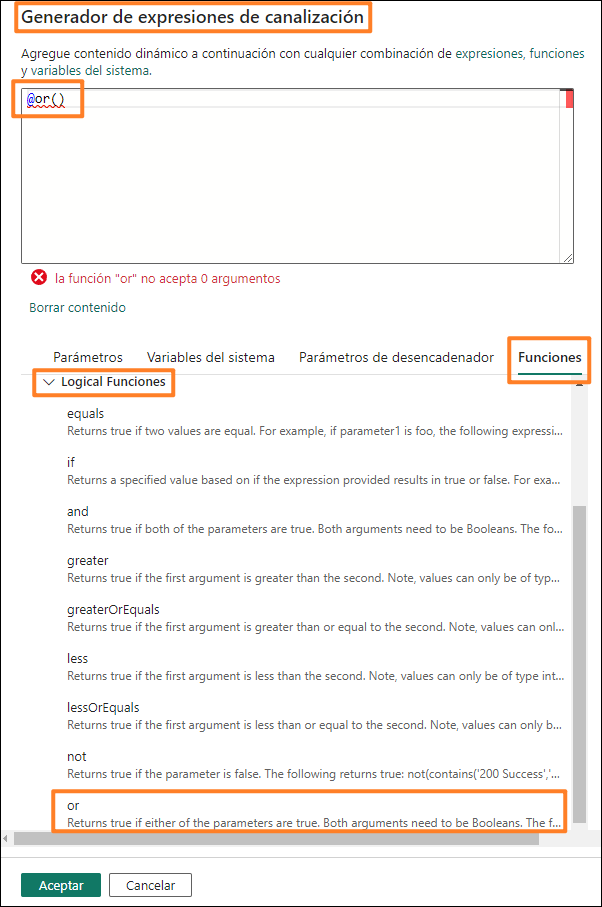 Generador de expresiones de canalización
Agregue contenido dinámico a continuación con cualquier combinación de expresiones, funciones
y variables del sistema.
@or()
la función "or" no acepta 0 argumentos
Borrar contenido
Parámetros Variables del sistema Parámetros de desencadenador Funciones
Logical Funciones
equals
Returns true if two values are equal. For example, if parameter1 is foo, the following expressi...
if
Returns a specified value based on if the expression provided results in true or false. For exa...
and
Returns true if both of the parameters are true. Both arguments need to be Booleans. The fo...
greater
Returns true if the first argument is greater than the second. Note, values can only be of typ...
greaterOrEquals
Returns true if the first argument is greater than or equal to the second. Note, values can onl...
less
Returns true if the first argument is less than the second. Note, values can only be of type int...
lessOrEquals
Returns true if the first argument is less than or equal to the second. Note, values can only b...
not
Returns true if the parameter is false. The following returns true: not(contains('200 Success','...
or
Returns true if either of the parameters are true. Both arguments need to be Booleans. The f...
Aceptar Cancelar